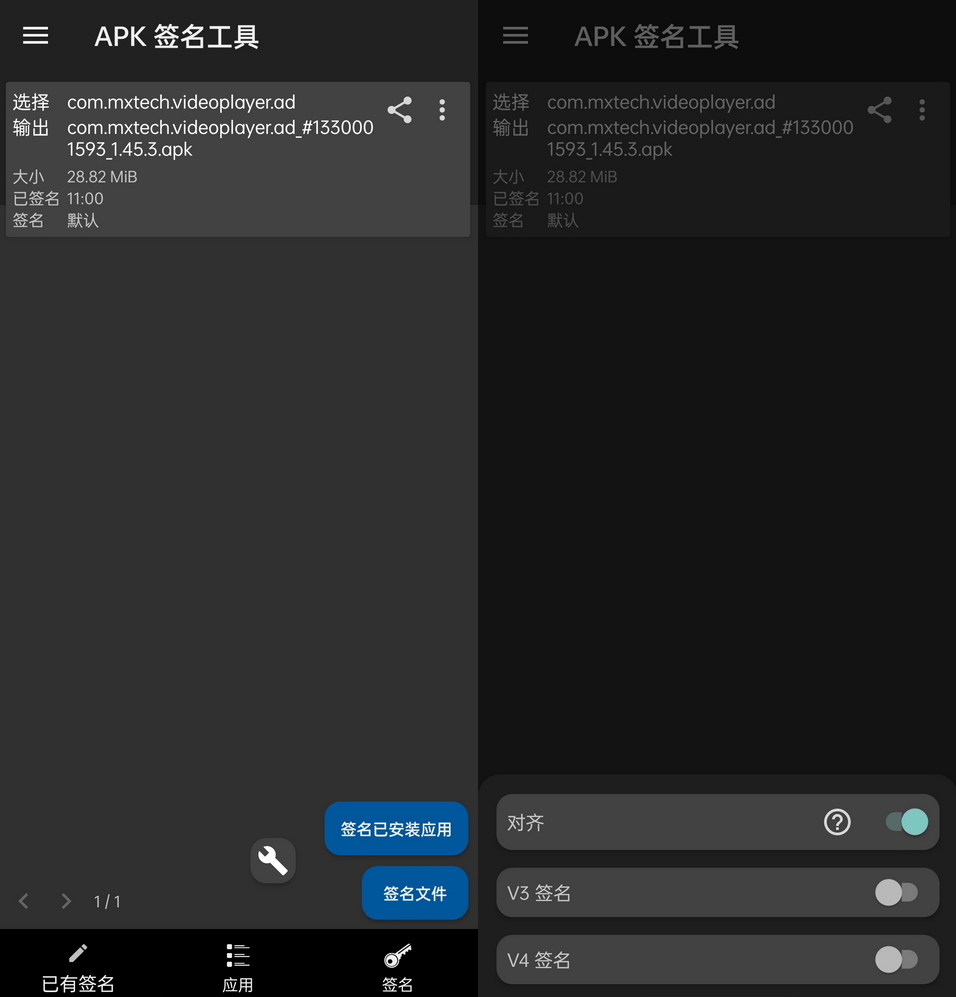 APK 签名工具
选择 com.mxtech.videoplayer.ad
输出 com.mxtech.videoplayer.ad_#133000
1593_1.45.3.apk
大小 28.82 MiB
已签名 11:00
签名 默认
签名已安装应用
签名文件
1 / 1
已有签名
应用
签名
APK 签名工具
选择 com.mxtech.videoplayer.ad
输出 com.mxtech.videoplayer.ad_#133000
1593_1.45.3.apk
大小 28.82 MiB
已签名 11:00
签名 默认
对齐
V3 签名
V4 签名